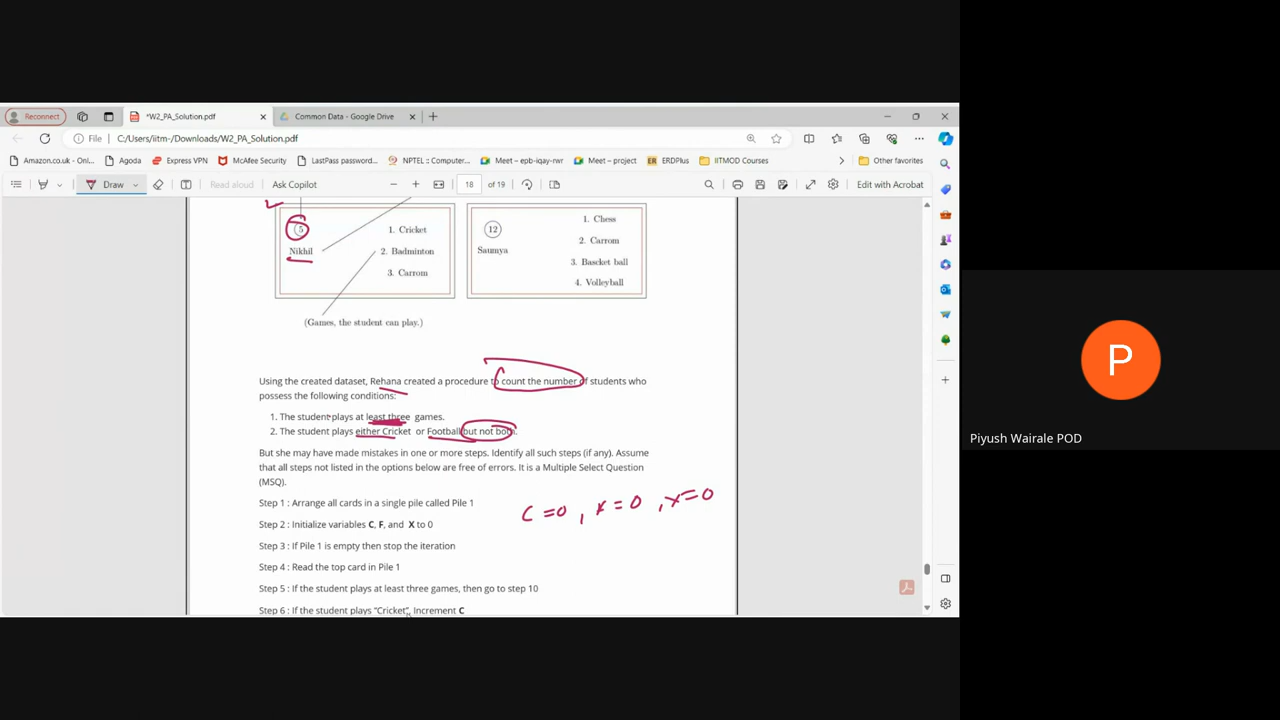 Reconnect
*W2_PA_Solution.pdf
Common Data - Google Drive
File
C:/Users/iitm-/Downloads/W2_PA_Solution.pdf
Amazon.co.uk - Onl...
Agoda
Express VPN
McAfee Security
LastPass password...
NPTEL :: Computer...
Meet – epb-iqay-rwr
Meet – project
ERDPlus
IITMOD Courses
Other favorites
Draw
Read aloud
Ask Copilot
18 of 19
Edit with Acrobat
5
Nikhil
1. Cricket
2. Badminton
3. Carrom
12
Saumya
1. Chess
2. Carrom
3. Bascket ball
4. Volleyball
(Games, the student can play.)
Using the created dataset, Rehana created a procedure to count the number of students who
possess the following conditions:
1. The student plays at least three games.
2. The student plays either Cricket or Football but not both.
But she may have made mistakes in one or more steps. Identify all such steps (if any). Assume
that all steps not listed in the options below are free of errors. It is a Multiple Select Question
(MSQ).
Step 1 : Arrange all cards in a single pile called Pile 1
C = 0 , = 0 , x = 0
Step 2 : Initialize variables C, F, and X to 0
Step 3 : If Pile 1 is empty then stop the iteration
Step 4 : Read the top card in Pile 1
Step 5 : If the student plays at least three games, then go to step 10
Step 6 : If the student plays "Cricket", Increment C
P
Piyush Wairale POD